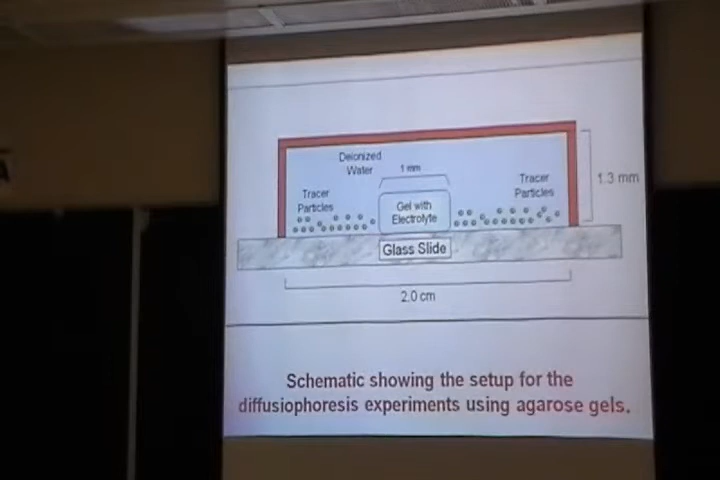 Deionized
Water
1 mm
Tracer
Particles
Gel with
Electrolyte
Tracer
Particles
1.3 mm
Glass Slide
2.0 cm
Schematic showing the setup for the
diffusiophoresis experiments using agarose gels.